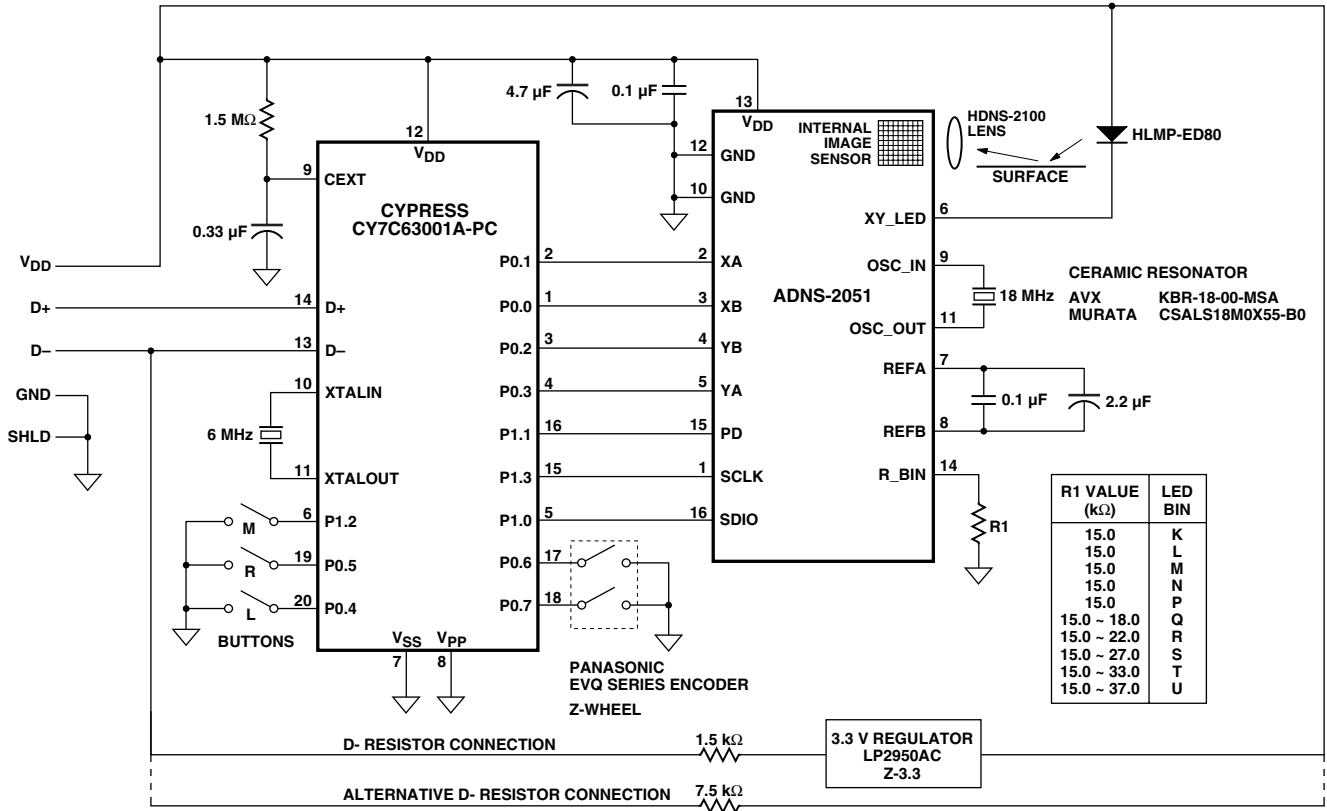 4.7 µF
0.1 µF
1.5 MΩ
12
VDD
9
CEXT
0.33 µF
CYPRESS
CY7C63001A-PC
VDD
D+
D–
GND
SHLD
14
D+
13
D–
10
XTALIN
6 MHz
11
XTALOUT
6
P1.2
M
19
P0.5
R
20
P0.4
L
BUTTONS
VSS
7
VPP
8
P0.1
2
P0.0
1
P0.2
3
P0.3
4
P1.1
16
P1.3
15
P1.0
5
P0.6
17
P0.7
18
PANASONIC
EVQ SERIES ENCODER
Z-WHEEL
13
VDD
12
GND
10
GND
INTERNAL
IMAGE
SENSOR
HDNS-2100
LENS
SURFACE
HLMP-ED80
ADNS-2051
2
XA
3
XB
4
YB
5
YA
15
PD
1
SCLK
16
SDIO
XY_LED
6
OSC_IN
9
18 MHz
OSC_OUT
11
CERAMIC RESONATOR
AVX KBR-18-00-MSA
MURATA CSALS18M0X55-B0
REFA
7
0.1 µF
2.2 µF
REFB
8
R_BIN
14
R1
R1 VALUE (kΩ) LED BIN
15.0 K
15.0 L
15.0 M
15.0 N
15.0 P
15.0 ~ 18.0 Q
15.0 ~ 22.0 R
15.0 ~ 27.0 S
15.0 ~ 33.0 T
15.0 ~ 37.0 U
D- RESISTOR CONNECTION
1.5 kΩ
3.3 V REGULATOR
LP2950AC
Z-3.3
ALTERNATIVE D- RESISTOR CONNECTION
7.5 kΩ